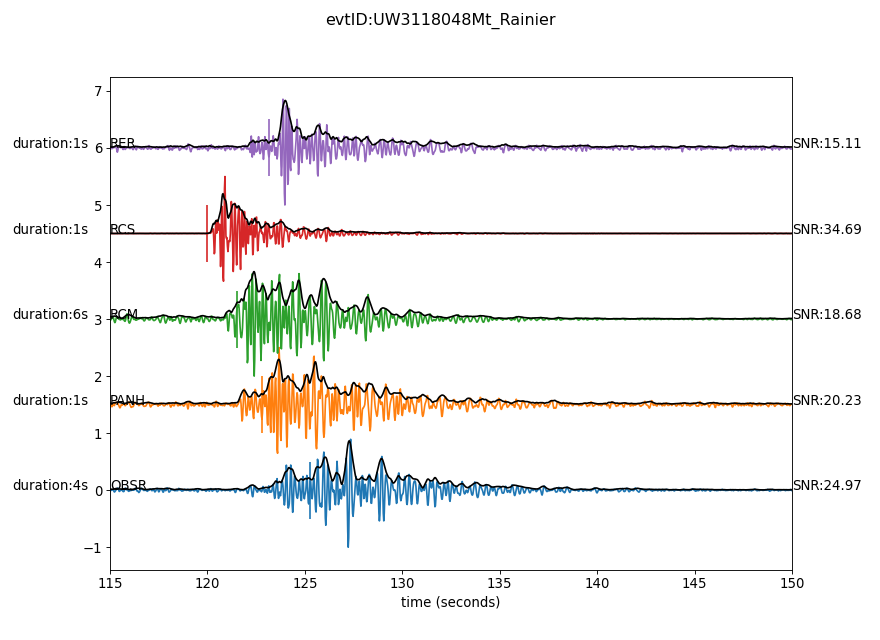 evtID:UW3118048Mt_Rainier
7
duration:1s RER 6 SNR:15.11
5
duration:1s RCS SNR:34.69
4
duration:6s RCM 3 SNR:18.68
2
duration:1s PANH SNR:20.23
1
duration:4s OBSR 0 SNR:24.97
−1
115 120 125 130 135 140 145 150
time (seconds)